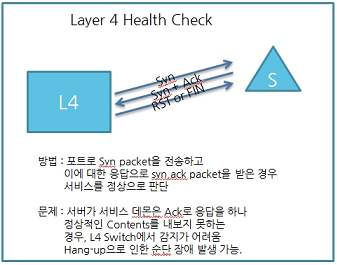 Layer 4 Health Check
L4
Syn
Syn + Ack
RST or FIN
S
방법 : 포트로 Syn packet을 전송하고
이에 대한 응답으로 syn,ack packet을 받은 경우
서비스를 정상으로 판단
문제 : 서버가 서비스 데몬은 Ack로 응답을 하나
정상적인 Contents를 내보지 못하는
경우, L4 Switch에서 감지가 어려움
Hang-up으로 인한 순단 장애 발생 가능.